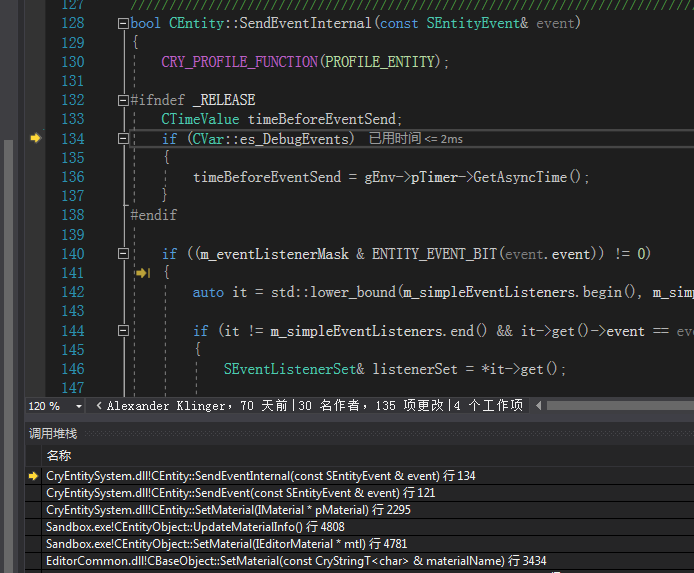 127 ////////////////////////////////////////////////////////////////////////
128 bool CEntity::SendEventInternal(const SEntityEvent& event)
129 {
130 CRY_PROFILE_FUNCTION(PROFILE_ENTITY);
131
132 #ifndef _RELEASE
133 CTimeValue timeBeforeEventSend;
134 if (CVar::es_DebugEvents) 已用时间 <= 2ms
135 {
136 timeBeforeEventSend = gEnv->pTimer->GetAsyncTime();
137 }
138 #endif
139
140 if ((m_eventListenerMask & ENTITY_EVENT_BIT(event.event)) != 0)
141 {
142 auto it = std::lower_bound(m_simpleEventListeners.begin(), m_simp
143
144 if (it != m_simpleEventListeners.end() && it->get()->event == eve
145 {
146 SEventListenerSet& listenerSet = *it->get();
147
120 % Alexander Klinger, 70 天前|30 名作者, 135 项更改|4 个工作项
调用堆栈
名称
CryEntitySystem.dll!CEntity::SendEventInternal(const SEntityEvent & event) 行 134
CryEntitySystem.dll!CEntity::SendEvent(const SEntityEvent & event) 行 121
CryEntitySystem.dll!CEntity::SetMaterial(IMaterial * pMaterial) 行 2295
Sandbox.exe!CEntityObject::UpdateMaterialInfo() 行 4808
Sandbox.exe!CEntityObject::SetMaterial(IEditorMaterial * mtl) 行 4781
EditorCommon.dll!CBaseObject::SetMaterial(const CryStringT<char> & materialName) 行 3434